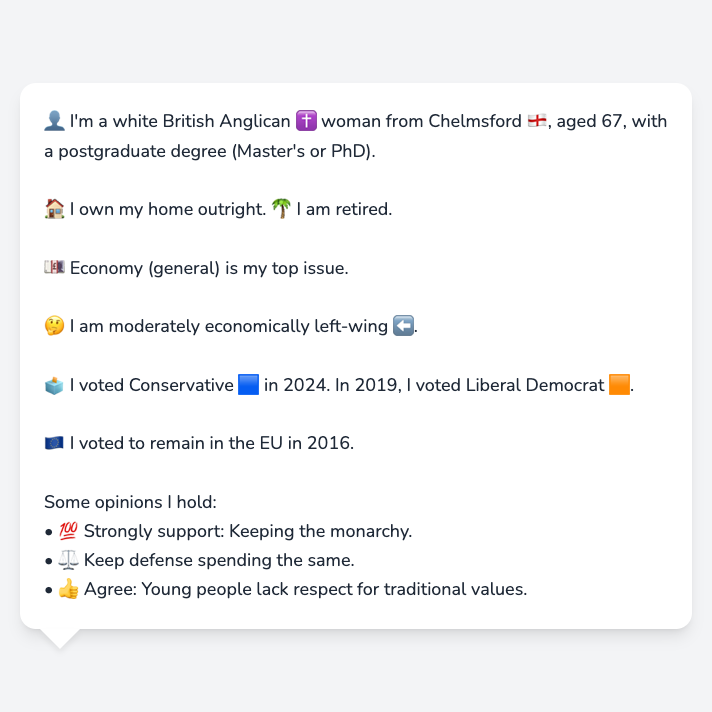 👤 I'm a white British Anglican ✝️ woman from Chelmsford 🏴󠁧󠁢󠁥󠁮󠁧󠁿, aged 67, with
a postgraduate degree (Master's or PhD).
🏠 I own my home outright. 🌴 I am retired.
💷 Economy (general) is my top issue.
🤔 I am moderately economically left-wing ⬅️.
🗳️ I voted Conservative 🟦 in 2024. In 2019, I voted Liberal Democrat 🟧.
🇪🇺 I voted to remain in the EU in 2016.
Some opinions I hold:
• 💯 Strongly support: Keeping the monarchy.
• ⚖️ Keep defense spending the same.
• 👍 Agree: Young people lack respect for traditional values.